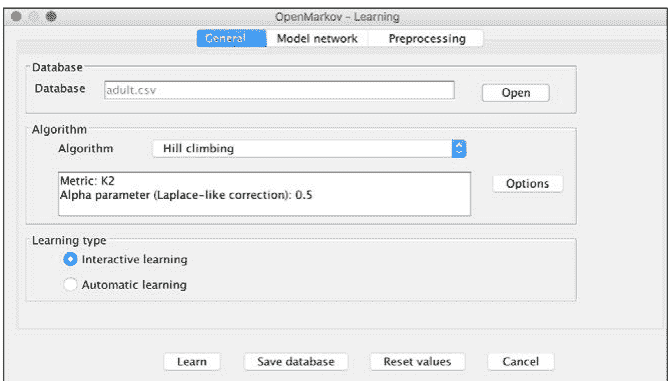 OpenMarkov - Learning
General Model network Preprocessing
Database
Database adult.csv Open
Algorithm
Algorithm Hill climbing
Metric: K2
Alpha parameter (Laplace-like correction): 0.5
Options
Learning type
Interactive learning
Automatic learning
Learn Save database Reset values Cancel